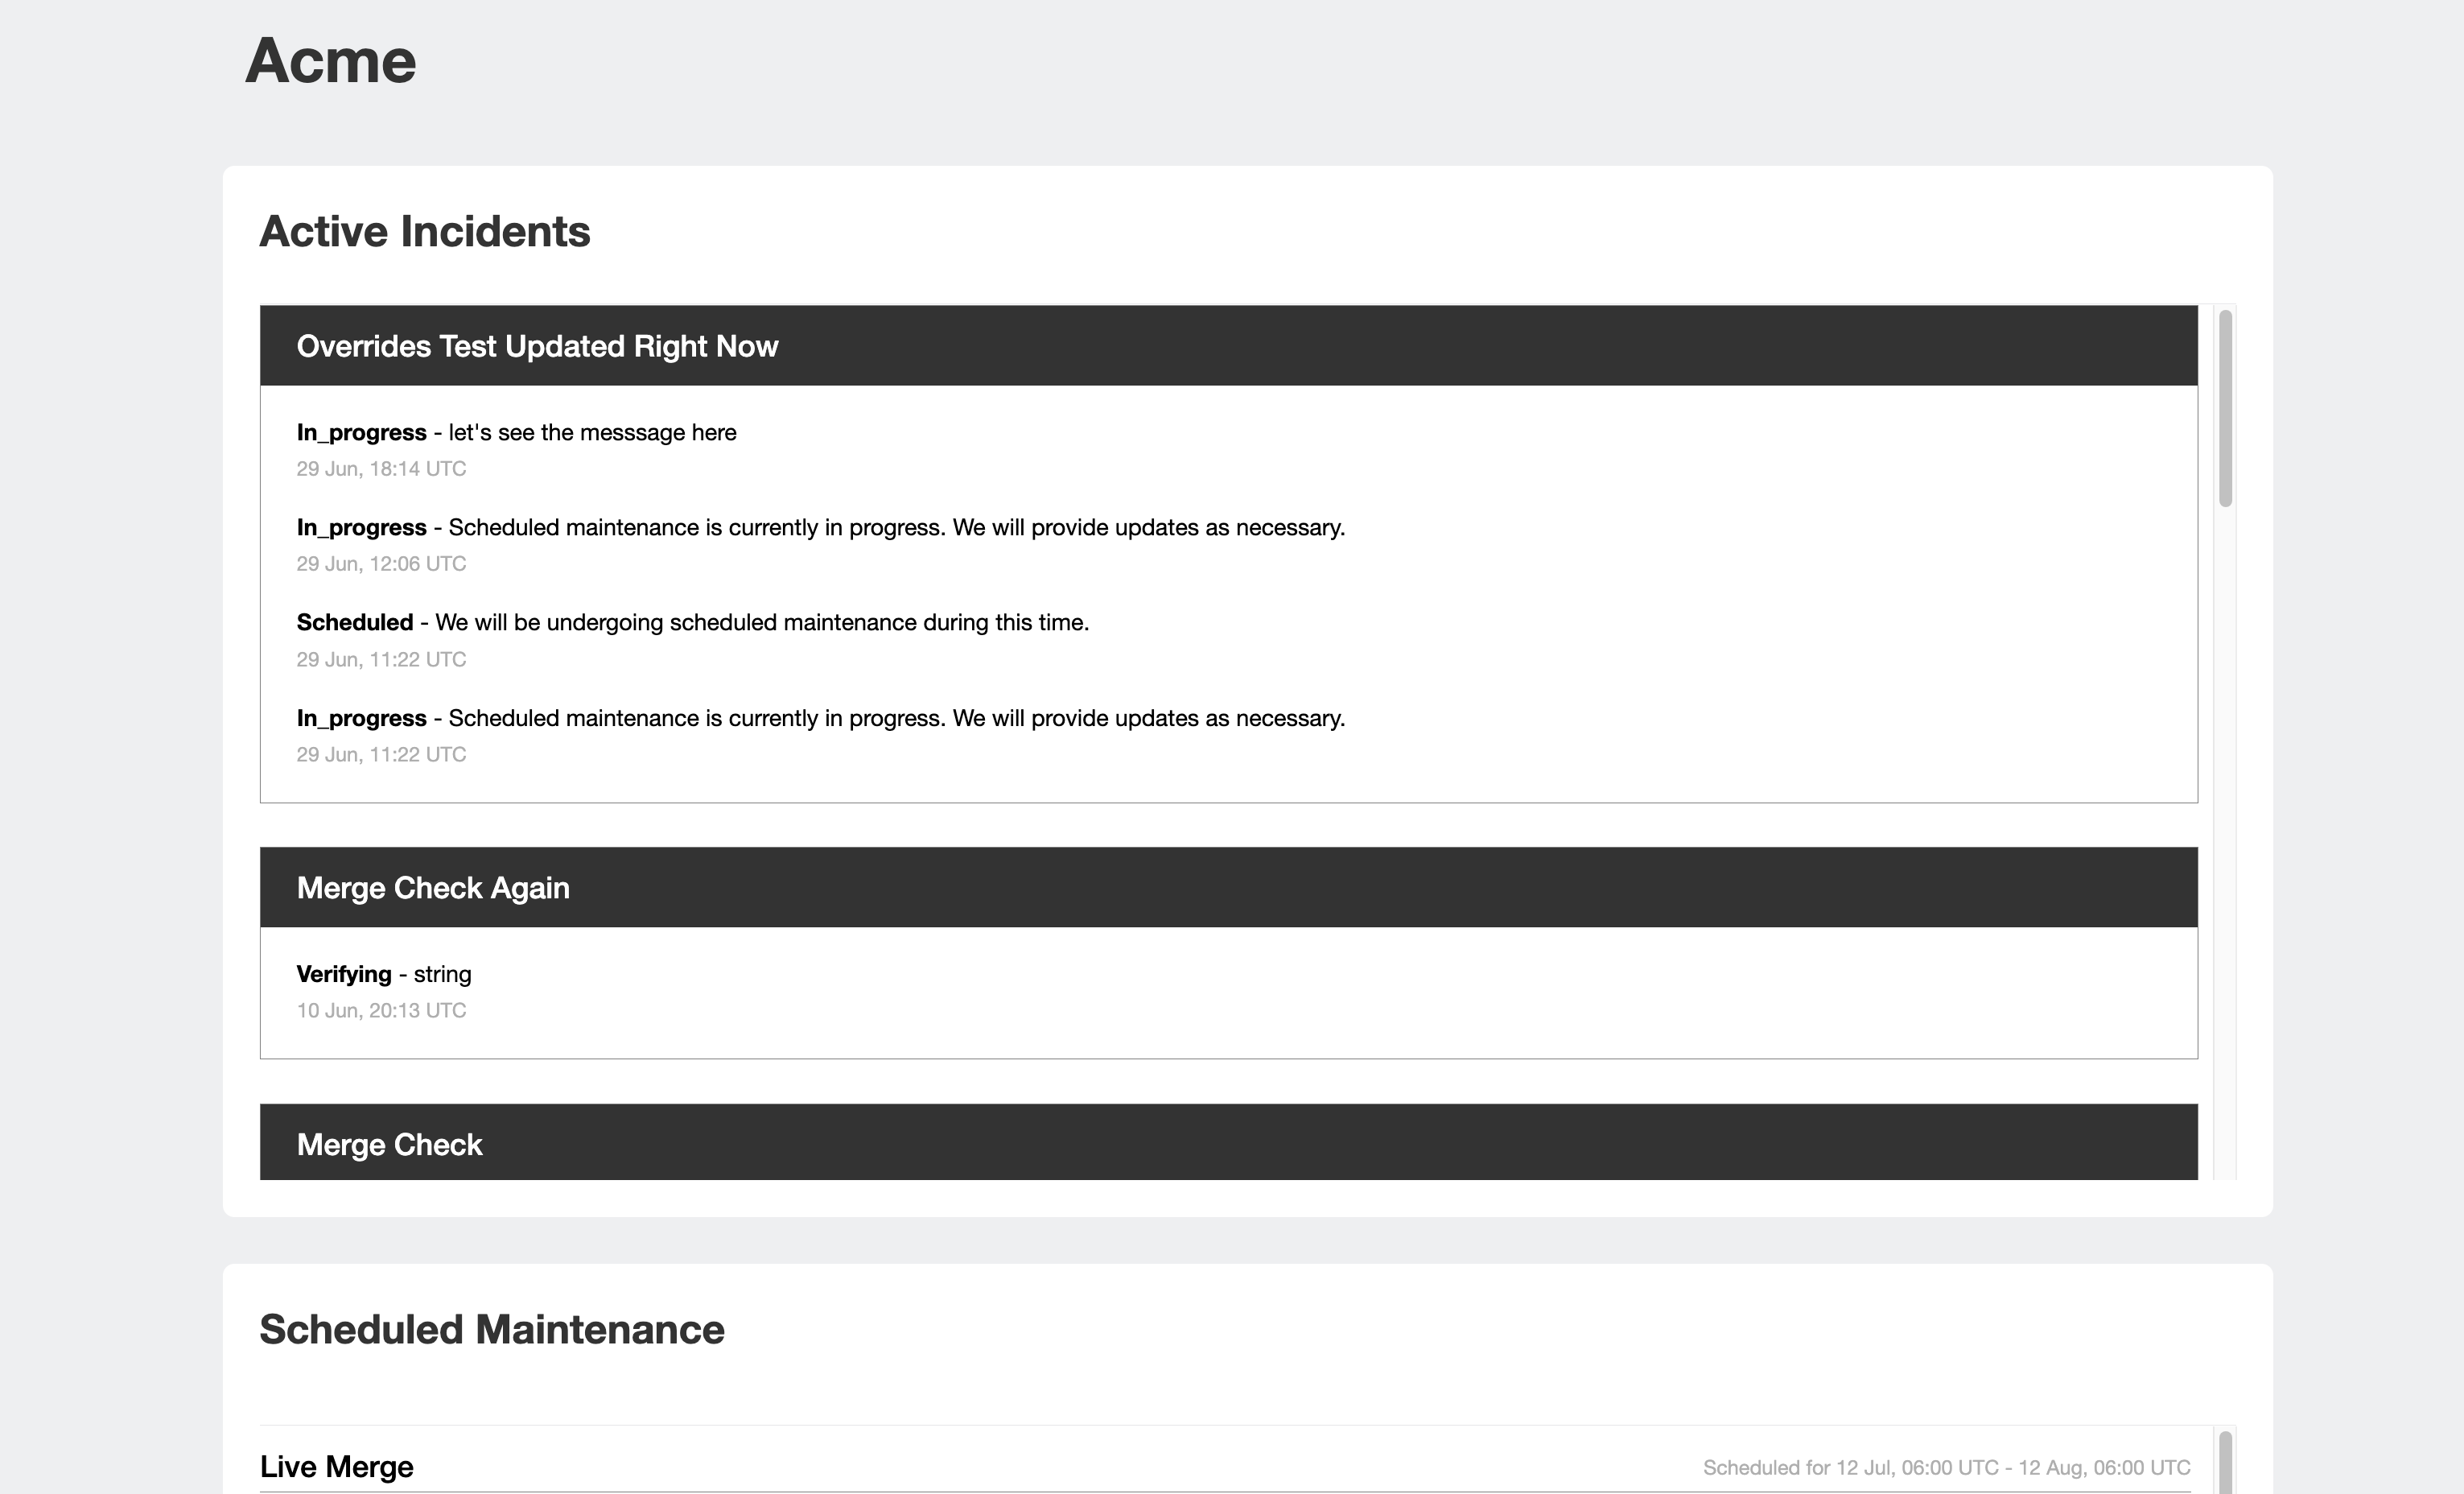 Acme
Active Incidents
Overrides Test Updated Right Now
In_progress - let's see the messsage here
29 Jun, 18:14 UTC
In_progress - Scheduled maintenance is currently in progress. We will provide updates as necessary.
29 Jun, 12:06 UTC
Scheduled - We will be undergoing scheduled maintenance during this time.
29 Jun, 11:22 UTC
In_progress - Scheduled maintenance is currently in progress. We will provide updates as necessary.
29 Jun, 11:22 UTC
Merge Check Again
Verifying - string
10 Jun, 20:13 UTC
Merge Check
Scheduled Maintenance
Live Merge Scheduled for 12 Jul, 06:00 UTC - 12 Aug, 06:00 UTC